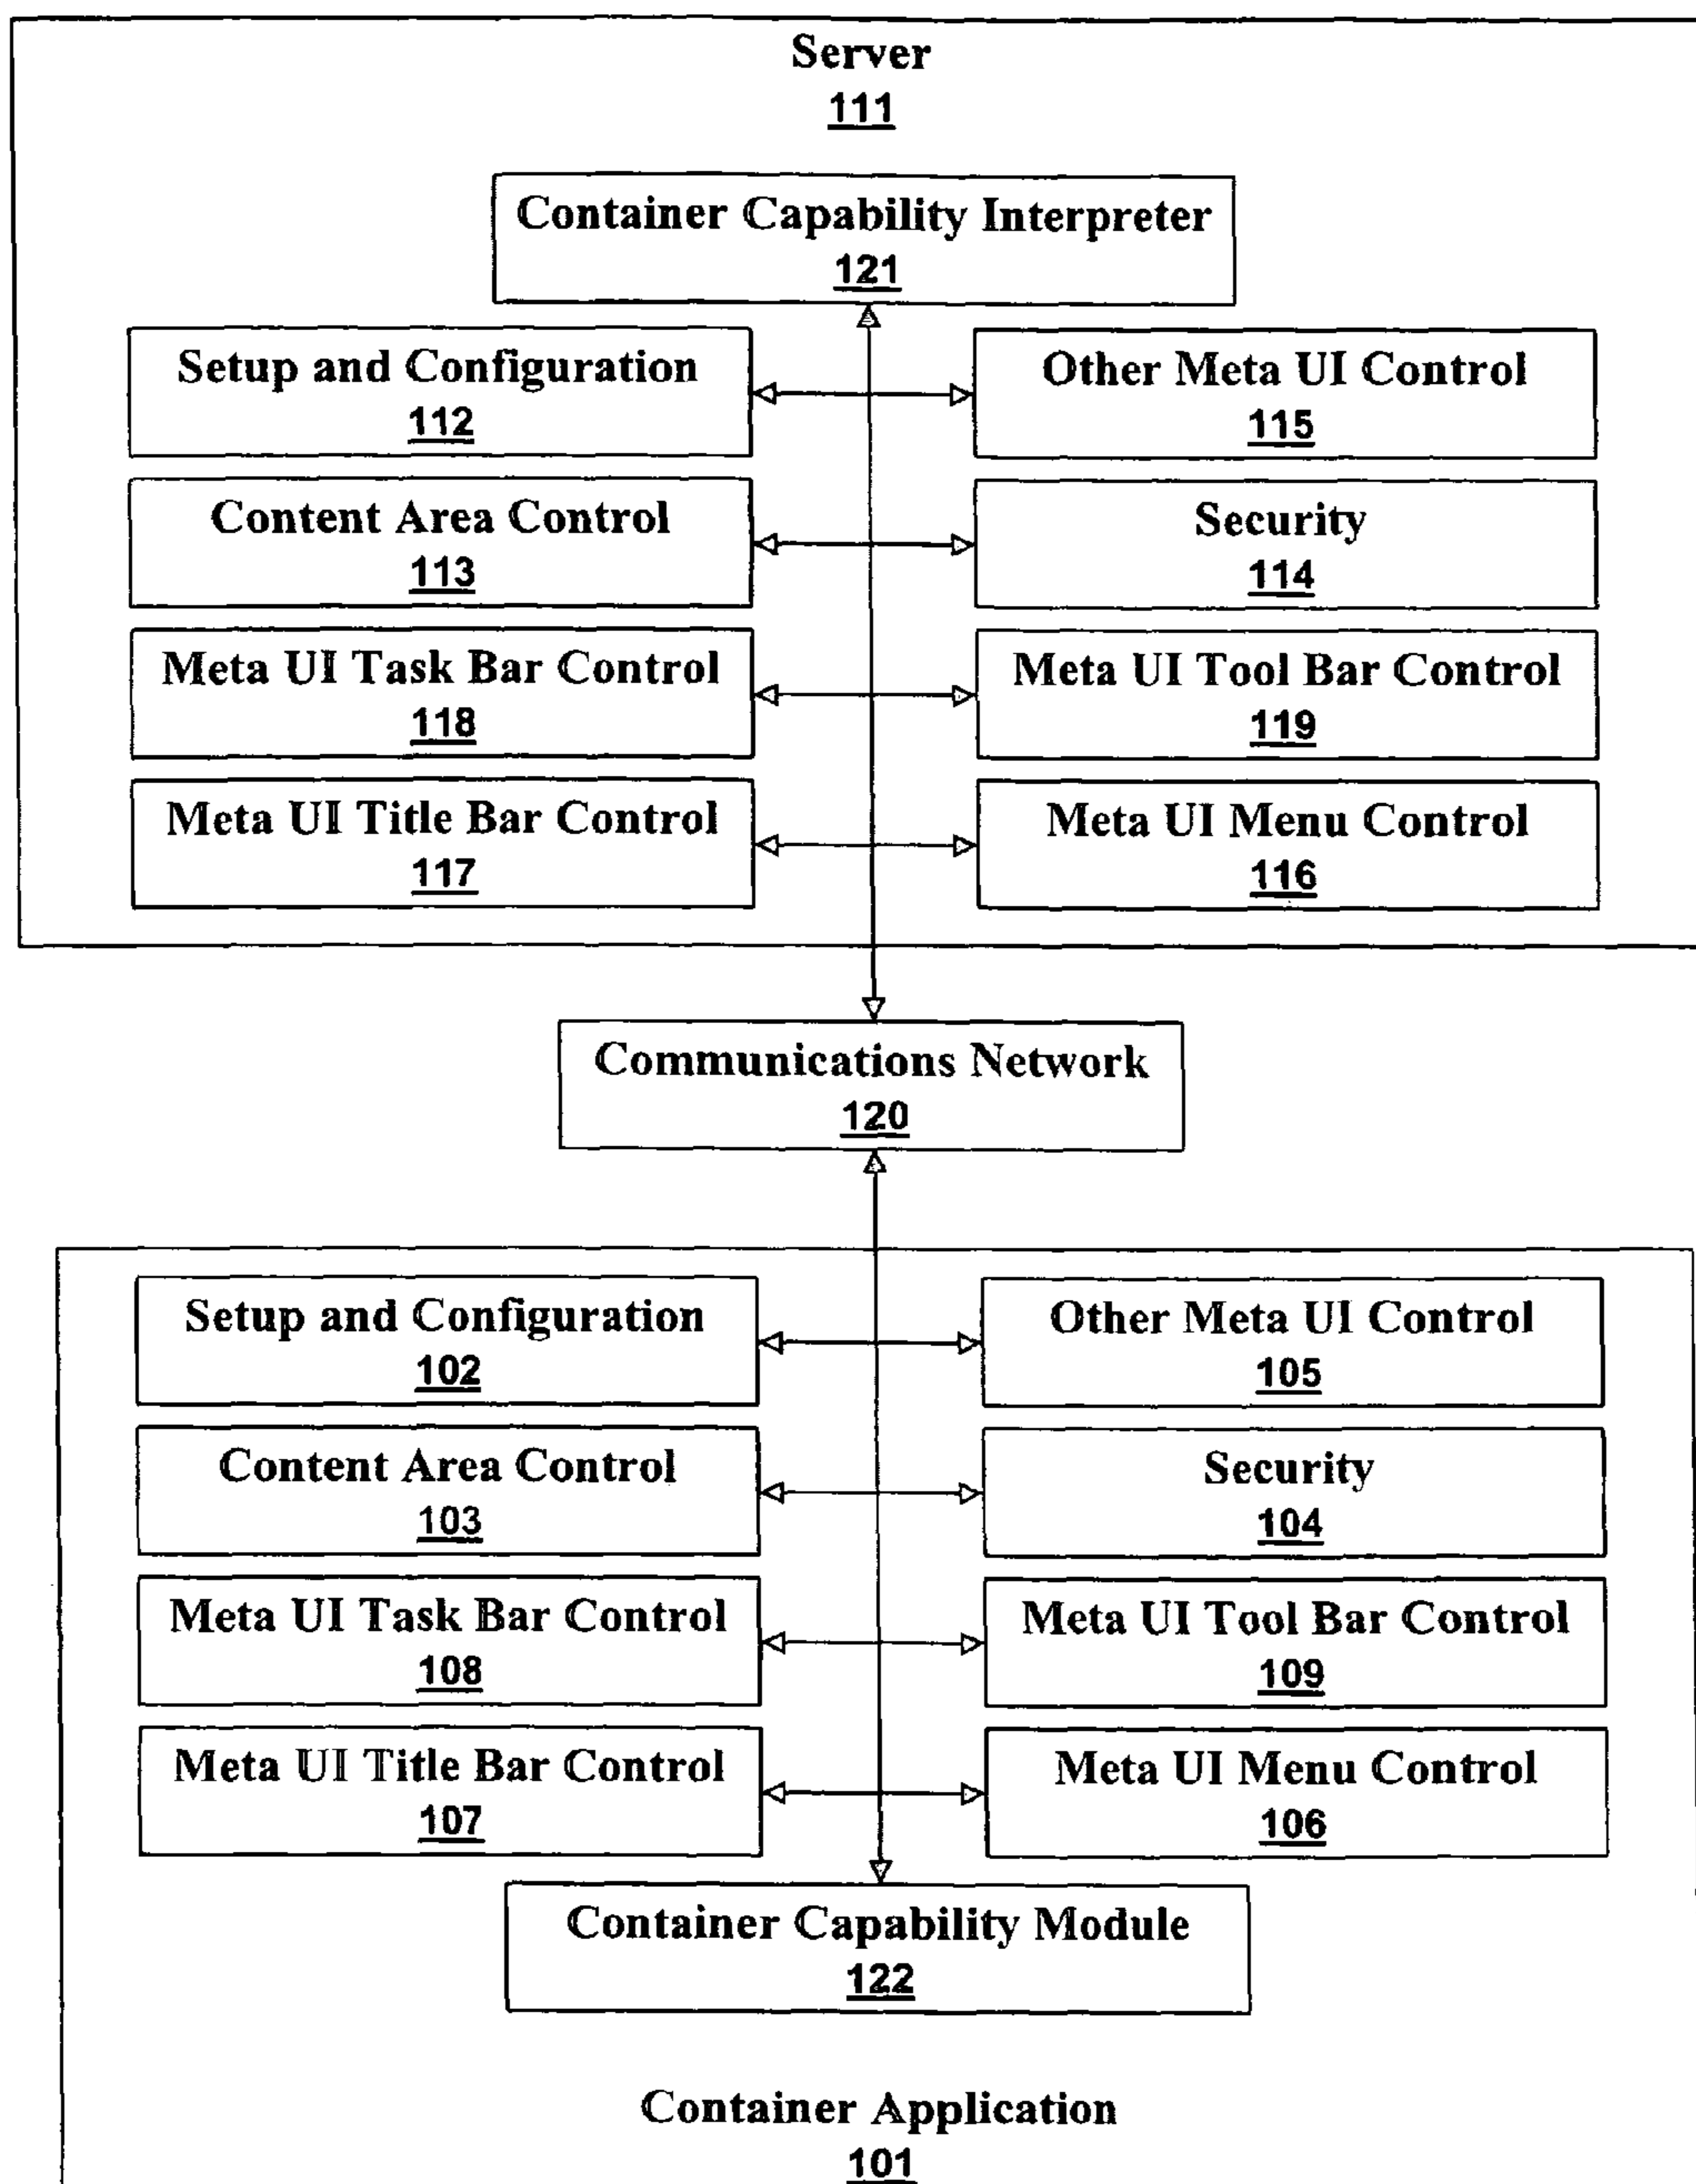 Server
111
Container Capability Interpreter
121
Setup and Configuration
112
Other Meta UI Control
115
Content Area Control
113
Security
114
Meta UI Task Bar Control
118
Meta UI Tool Bar Control
119
Meta UI Title Bar Control
117
Meta UI Menu Control
116
Communications Network
120
Setup and Configuration
102
Other Meta UI Control
105
Content Area Control
103
Security
104
Meta UI Task Bar Control
108
Meta UI Tool Bar Control
109
Meta UI Title Bar Control
107
Meta UI Menu Control
106
Container Capability Module
122
Container Application
101